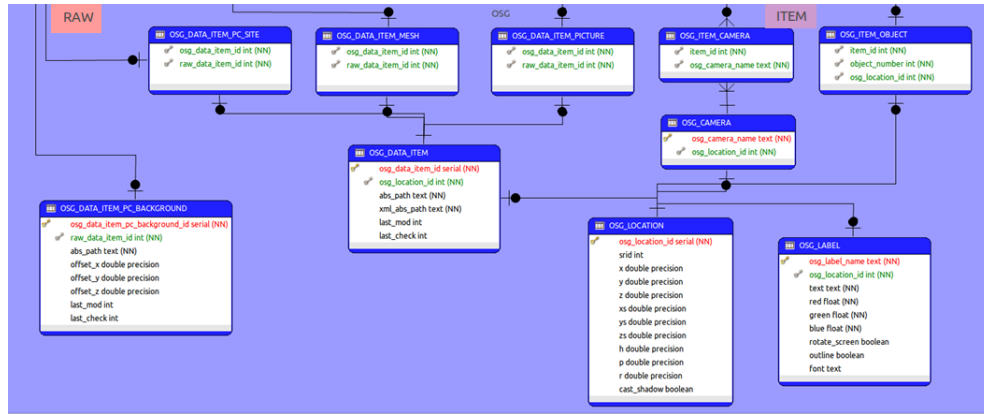 RAW
OSG
ITEM
OSG_DATA_ITEM_PC_SITE
osg_data_item_id int (NN)
raw_data_item_id int (NN)
OSG_DATA_ITEM_MESH
osg_data_item_id int (NN)
raw_data_item_id int (NN)
OSG_DATA_ITEM_PICTURE
osg_data_item_id int (NN)
raw_data_item_id int (NN)
OSG_ITEM_CAMERA
item_id int (NN)
osg_camera_name text (NN)
OSG_ITEM_OBJECT
item_id int (NN)
object_number int (NN)
osg_location_id int (NN)
OSG_CAMERA
osg_camera_name text (NN)
osg_location_id int (NN)
OSG_DATA_ITEM
osg_data_item_id serial (NN)
osg_location_id int (NN)
abs_path text (NN)
xml_abs_path text (NN)
last_mod int
last_check int
OSG_DATA_ITEM_PC_BACKGROUND
osg_data_item_pc_background_id serial (NN)
raw_data_item_id int (NN)
abs_path text (NN)
offset_x double precision
offset_y double precision
offset_z double precision
last_mod int
last_check int
OSG_LOCATION
osg_location_id serial (NN)
srid int
x double precision
y double precision
z double precision
xs double precision
ys double precision
zs double precision
h double precision
p double precision
r double precision
cast_shadow boolean
OSG_LABEL
osg_label_name text (NN)
osg_location_id int (NN)
text text (NN)
red float (NN)
green float (NN)
blue float (NN)
rotate_screen boolean
outline boolean
font text